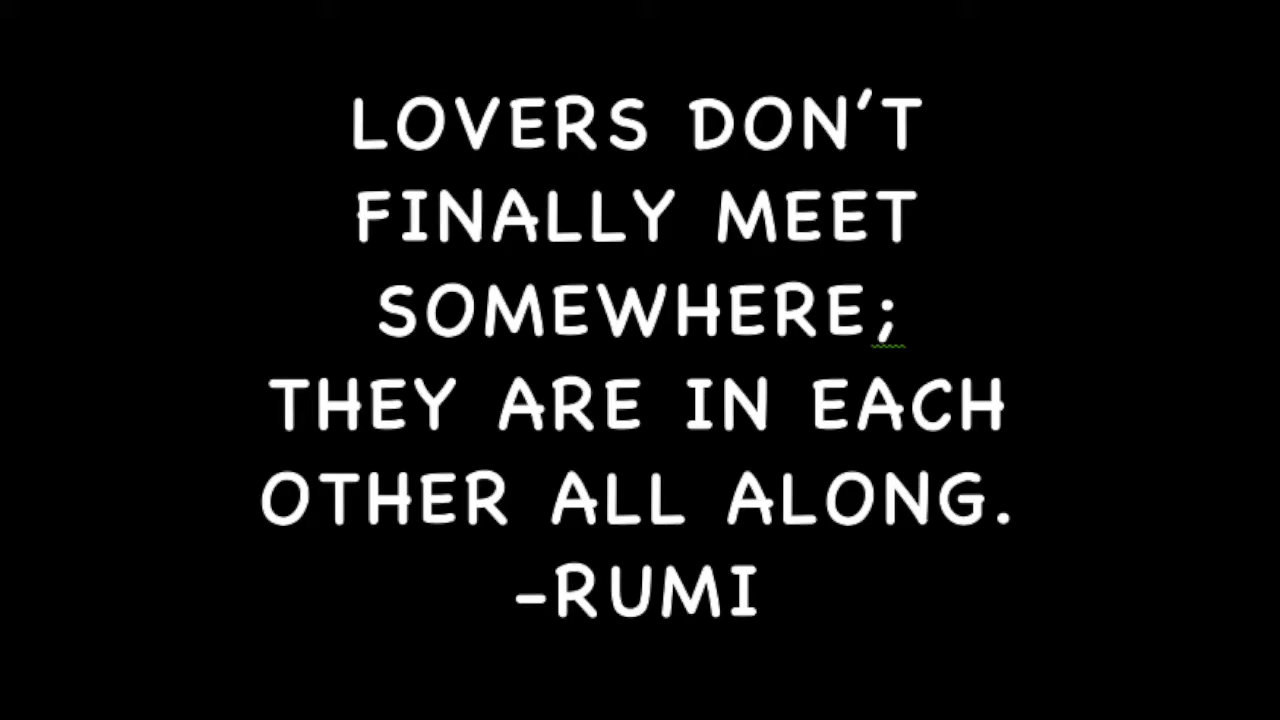 LOVERS DON'T
FINALLY MEET
SOMEWHERE;
THEY ARE IN EACH
OTHER ALL ALONG.
-RUMI